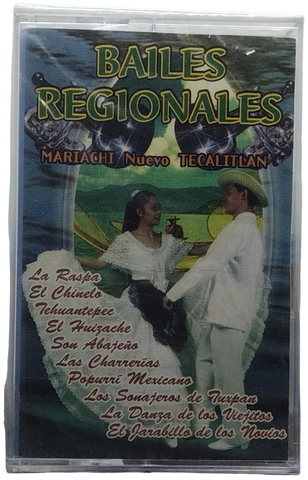 BAILES
REGIONALES
MARIACHI Nuevo TECALITLAN
La Raspa
El Chinelo
Tehuantepec
El Huizache
Son Abajeño
Las Charrerías
Popurrí Mexicano
Los Sonajeros de Tuxpan
La Danza de los Viejitos
El Jarabillo de los Novios